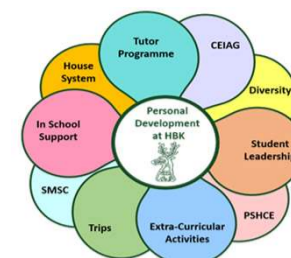 Tutor
Programme
CEIAG
Diversity
Student
Leadership
PSHCE
Extra-Curricular
Activities
Trips
SMSC
In School
Support
House
System
Personal
Development
at HBK